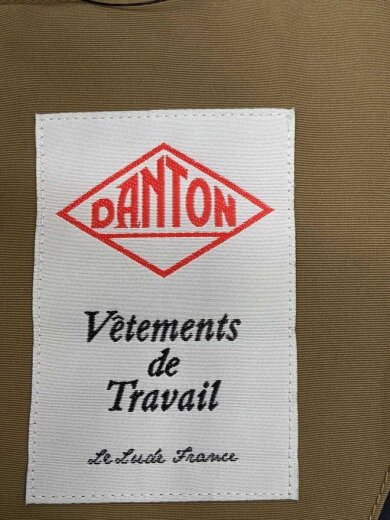 DANTON
Vêtements
de
Travail
Le Lude France